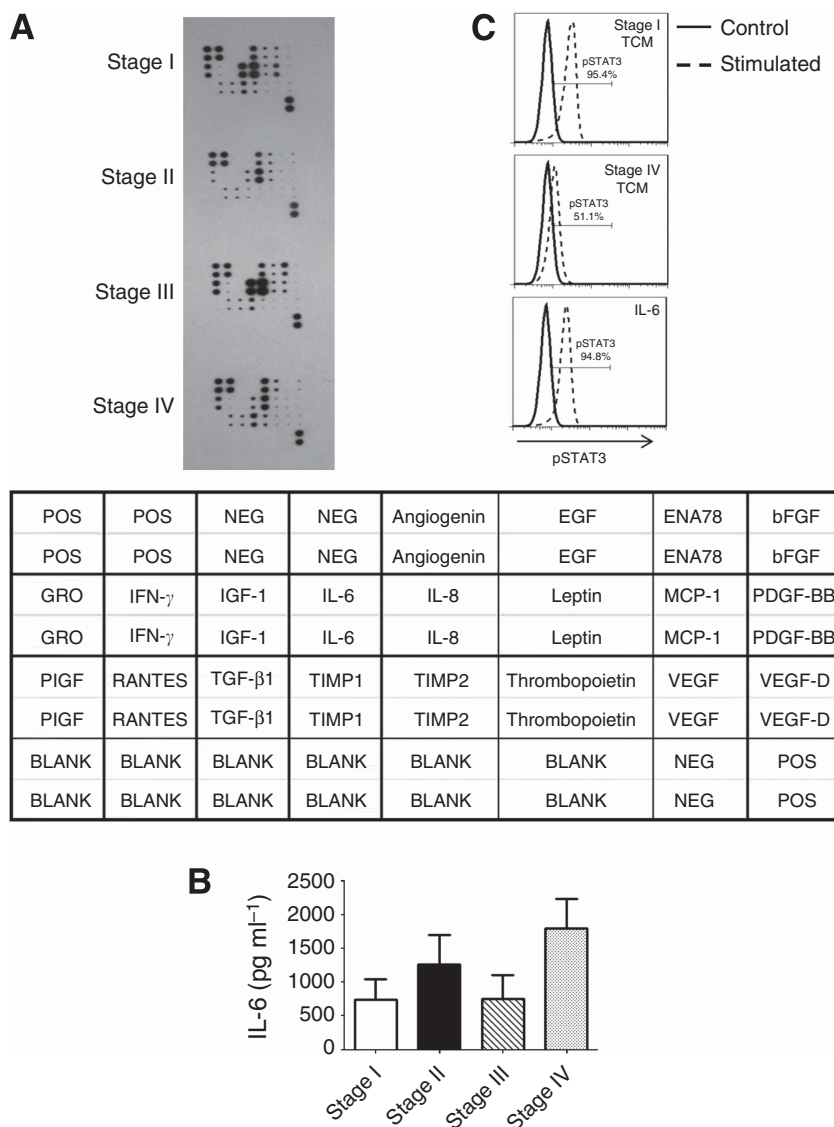 A
Stage I
Stage II
Stage III
Stage IV
C
Stage I
TCM
pSTAT3
95.4%
Control
Stimulated
Stage IV
TCM
pSTAT3
51.1%
IL-6
pSTAT3
94.8%
pSTAT3
POS POS NEG NEG Angiogenin EGF ENA78 bFGF
POS POS NEG NEG Angiogenin EGF ENA78 bFGF
GRO IFN-γ IGF-1 IL-6 IL-8 Leptin MCP-1 PDGF-BB
GRO IFN-γ IGF-1 IL-6 IL-8 Leptin MCP-1 PDGF-BB
PIGF RANTES TGF-β1 TIMP1 TIMP2 Thrombopoietin VEGF VEGF-D
PIGF RANTES TGF-β1 TIMP1 TIMP2 Thrombopoietin VEGF VEGF-D
BLANK BLANK BLANK BLANK BLANK BLANK NEG POS
BLANK BLANK BLANK BLANK BLANK BLANK NEG POS
B
IL-6 (pg ml⁻¹)
2500
2000
1500
1000
500
0
Stage I
Stage II
Stage III
Stage IV